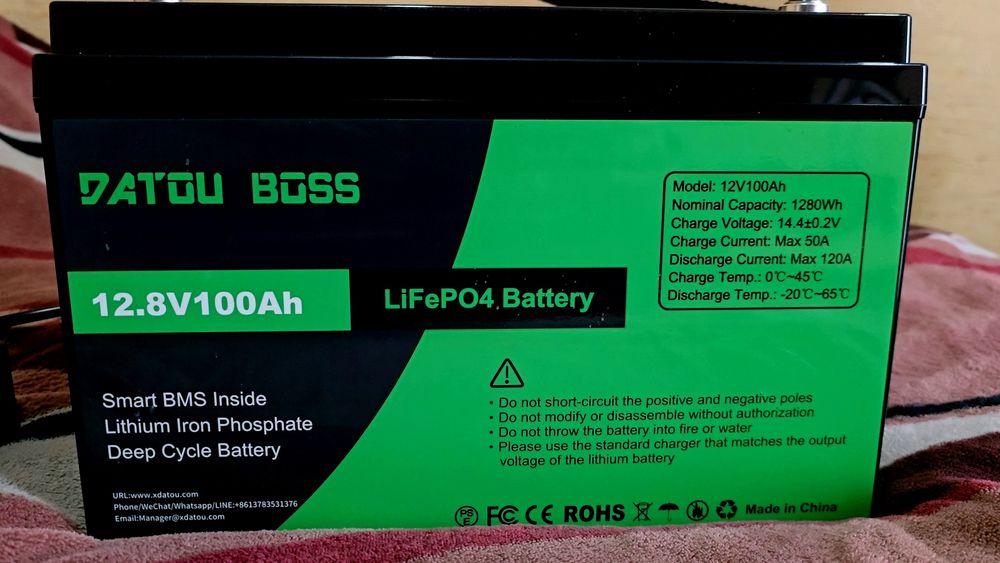 DATOU BOSS
12.8V100Ah
LiFePO4 Battery
Smart BMS Inside
Lithium Iron Phosphate
Deep Cycle Battery
URL:www.xdatou.com
Phone/WeChat/Whatsapp/LINE:+8613783531376
Email:Manager@xdatou.com
Model: 12V100Ah
Nominal Capacity: 1280Wh
Charge Voltage: 14.4±0.2V
Charge Current: Max 50A
Discharge Current: Max 120A
Charge Temp.: 0℃~45℃
Discharge Temp.: -20℃~65℃
• Do not short-circuit the positive and negative poles
• Do not modify or disassemble without authorization
• Do not throw the battery into fire or water
• Please use the standard charger that matches the output
voltage of the lithium battery
PS E FC CE ROHS Made in China